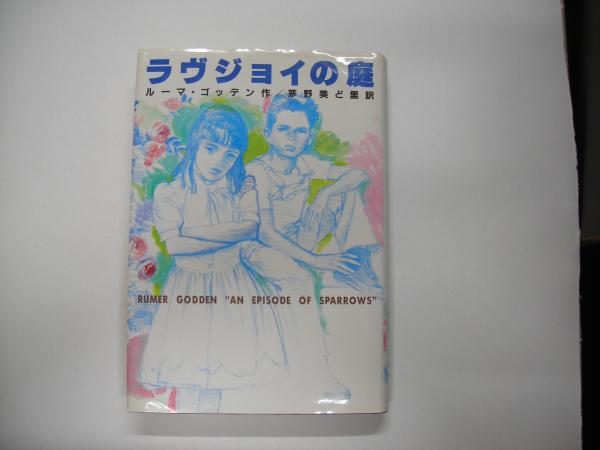 ラヴジョイの庭
ルーマ・ゴッデン作 茅野美ど里訳
RUMER GODDEN "AN EPISODE OF SPARROWS"